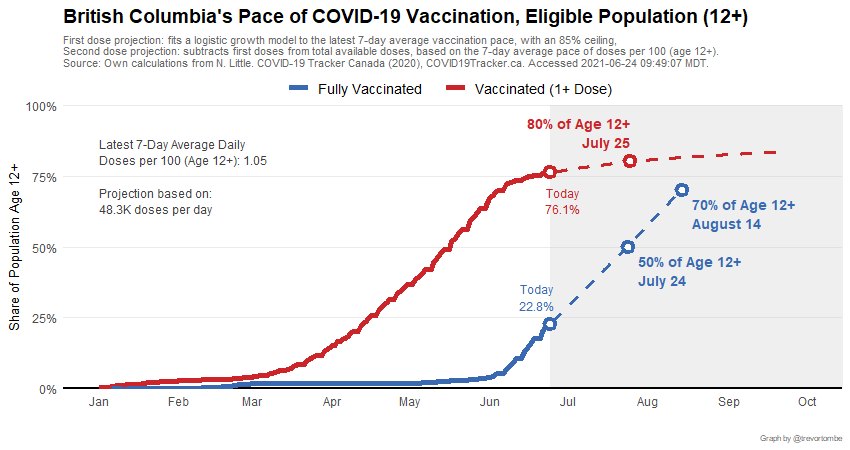 British Columbia's Pace of COVID-19 Vaccination, Eligible Population (12+)
First dose projection: fits a logistic growth model to the latest 7-day average vaccination pace, with an 85% ceiling,
Second dose projection: subtracts first doses from total available doses, based on the 7-day average pace of doses per 100 (age 12+).
Source: Own calculations from N. Little. COVID-19 Tracker Canada (2020), COVID19Tracker.ca. Accessed 2021-06-24 09:49:07 MDT.
Fully Vaccinated
Vaccinated (1+ Dose)
Share of Population, Age 12+
100%
75%
50%
25%
0%
Latest 7-Day Average Daily
Doses per 100 (Age 12+): 1.05
Projection based on:
48.3K doses per day
80% of Age 12+
July 25
Today
76.1%
70% of Age 12+
August 14
50% of Age 12+
July 24
Today
22.8%
Jan
Feb
Mar
Apr
May
Jun
Jul
Aug
Sep
Oct
Graph by @trevortombe